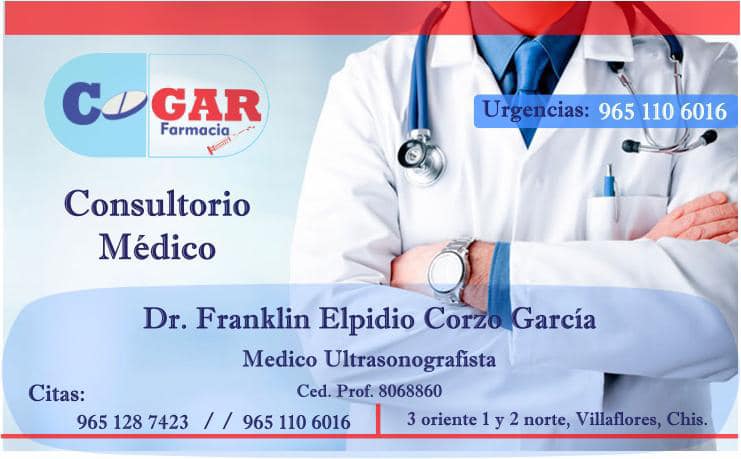 COGAR
Farmacia
Urgencias: 965 110 6016
Consultorio
Médico
Dr. Franklin Elpidio Corzo García
Medico Ultrasonografísta
Ced. Prof. 8068860
Citas:
965 128 7423 // 965 110 6016
3 oriente 1 y 2 norte, Villaflores, Chis.